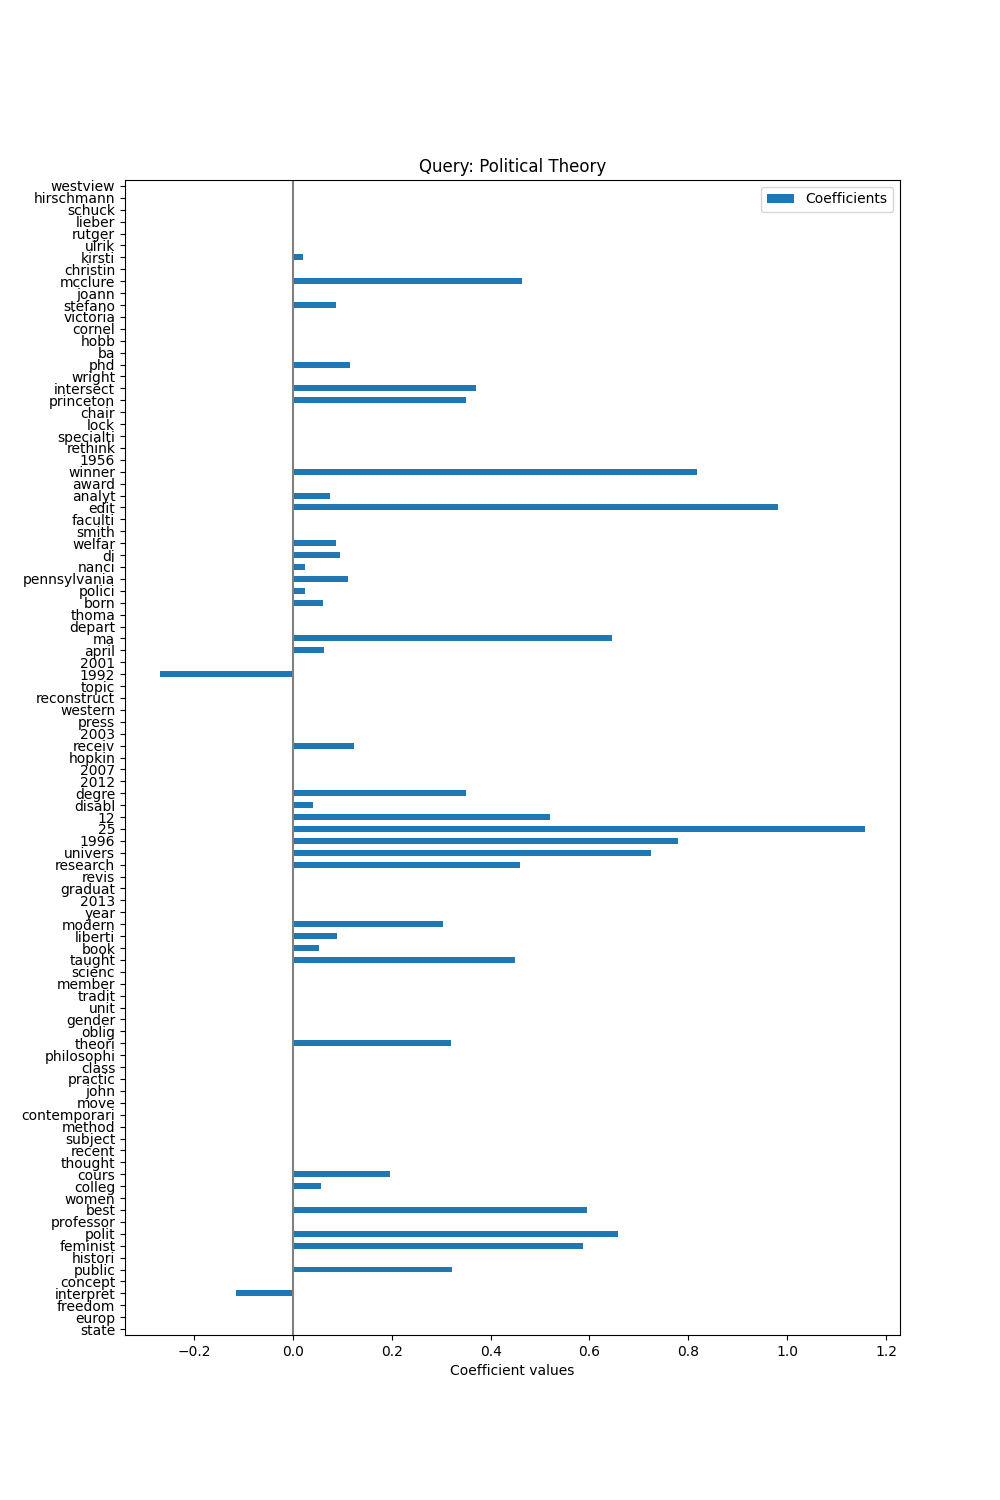 Query: Political Theory
Coefficients
westview
hirschmann
schuck
lieber
rutger
ulrik
kirsti
christin
mcclure
joann
stefano
victoria
cornel
hobb
ba
phd
wright
intersect
princeton
chair
lock
specialti
rethink
1956
winner
award
analyt
edit
faculti
smith
welfar
di
nanci
pennsylvania
polici
born
thoma
depart
ma
april
2001
1992
topic
reconstruct
western
press
2003
receiv
hopkin
2007
2012
degre
disabl
12
25
1996
univers
research
revis
graduat
2013
year
modern
liberti
book
taught
scienc
member
tradit
unit
gender
oblig
theori
philosophi
class
practic
john
move
contemporari
method
subject
recent
thought
cours
colleg
women
best
professor
polit
feminist
histori
public
concept
interpret
freedom
europ
state
−0.2 0.0 0.2 0.4 0.6 0.8 1.0 1.2
Coefficient values